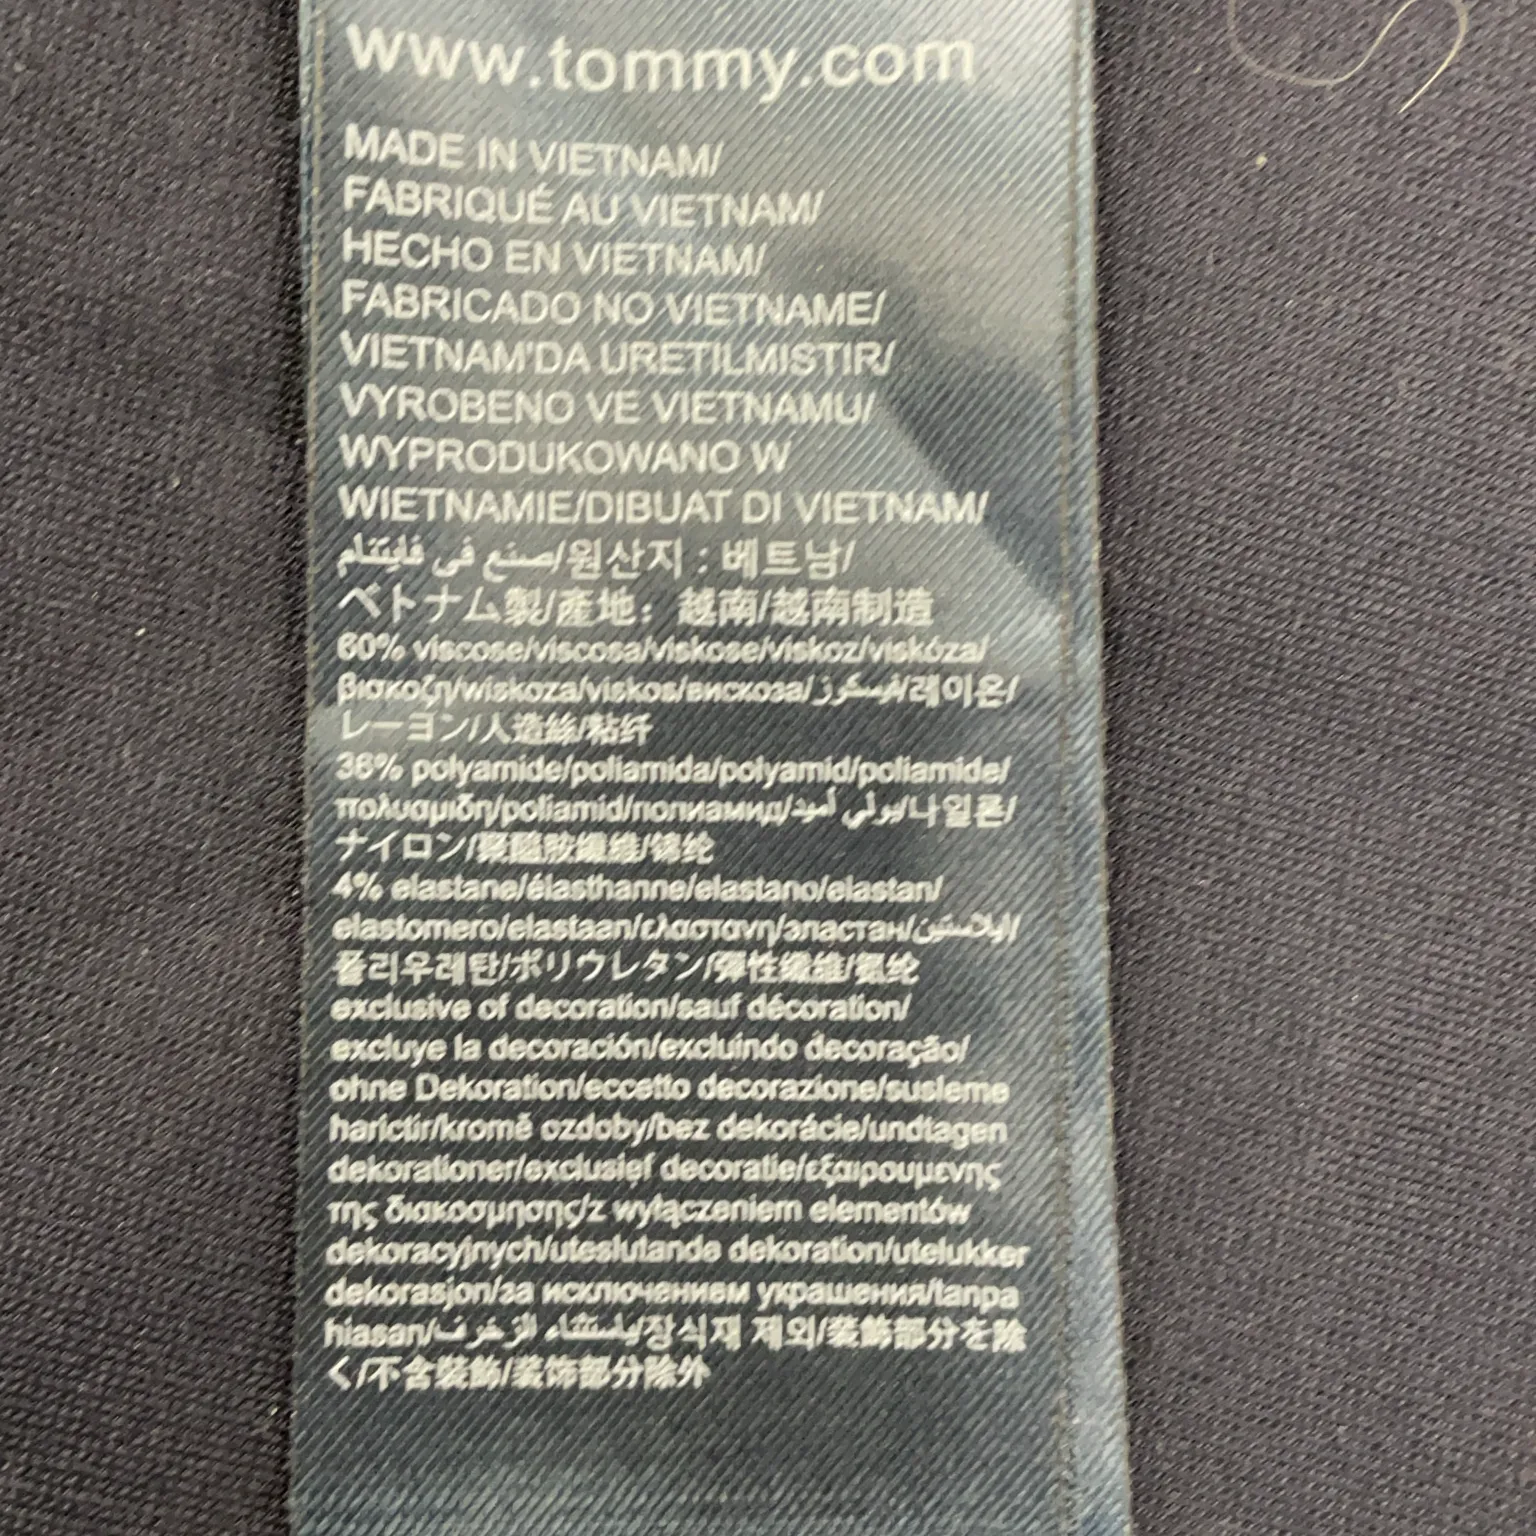 www.tommy.com
MADE IN VIETNAM/
FABRIQUÉ AU VIETNAM/
HECHO EN VIETNAM/
FABRICADO NO VIETNAME/
VIETNAM'DA URETILMISTIR/
VYROBENO VE VIETNAMU/
WYPRODUKOWANO W
WIETNAMIE/DIBUAT DI VIETNAM/
صنع في فايتنام/원산지 : 베트남/
ベトナム製/產地： 越南/越南制造
60% viscose/viscosa/viskose/viskoz/viskóza/
βισκοζη/wiskoza/viskos/вискоза/فيسكوز/레이온/
レーヨン/人造絲/粘纤
36% polyamide/poliamida/polyamid/poliamide/
πολυαμιδη/poliamid/полиамид/بولي أميد/나일론/
ナイロン/聚醯胺纖維/锦纶
4% elastane/élasthanne/elastano/elastan/
elastomero/elastaan/ελαστανη/эластан/إيلاستين/
폴리우레탄/ポリウレタン/彈性纖維/氨纶
exclusive of decoration/sauf décoration/
excluye la decoración/excluindo decoração/
ohne Dekoration/eccetto decorazione/susleme
harictir/kromě ozdoby/bez dekorácie/undtagen
dekorationer/exclusief decoratie/εξαιρουμενης
της διακοσμησης/z wyłączeniem elementów
dekoracyjnych/uteslutande dekoration/utelukker
dekorasjon/за исключением украшения/tanpa
hiasan/باستثناء الزخرف/장식재 제외/装飾部分を除
く/不含裝飾/装饰部分除外